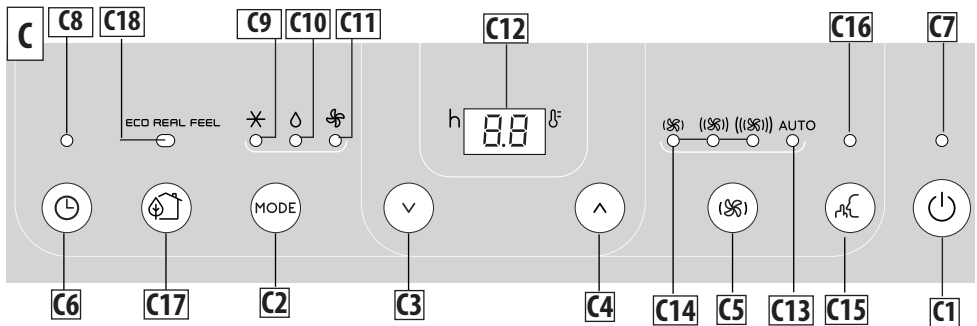 C C8 C18 C9 C10 C11 C12 C16 C7
ECO REAL FEEL
h 8.8
AUTO
MODE
C6 C17 C2 C3 C4 C14 C5 C13 C15 C1